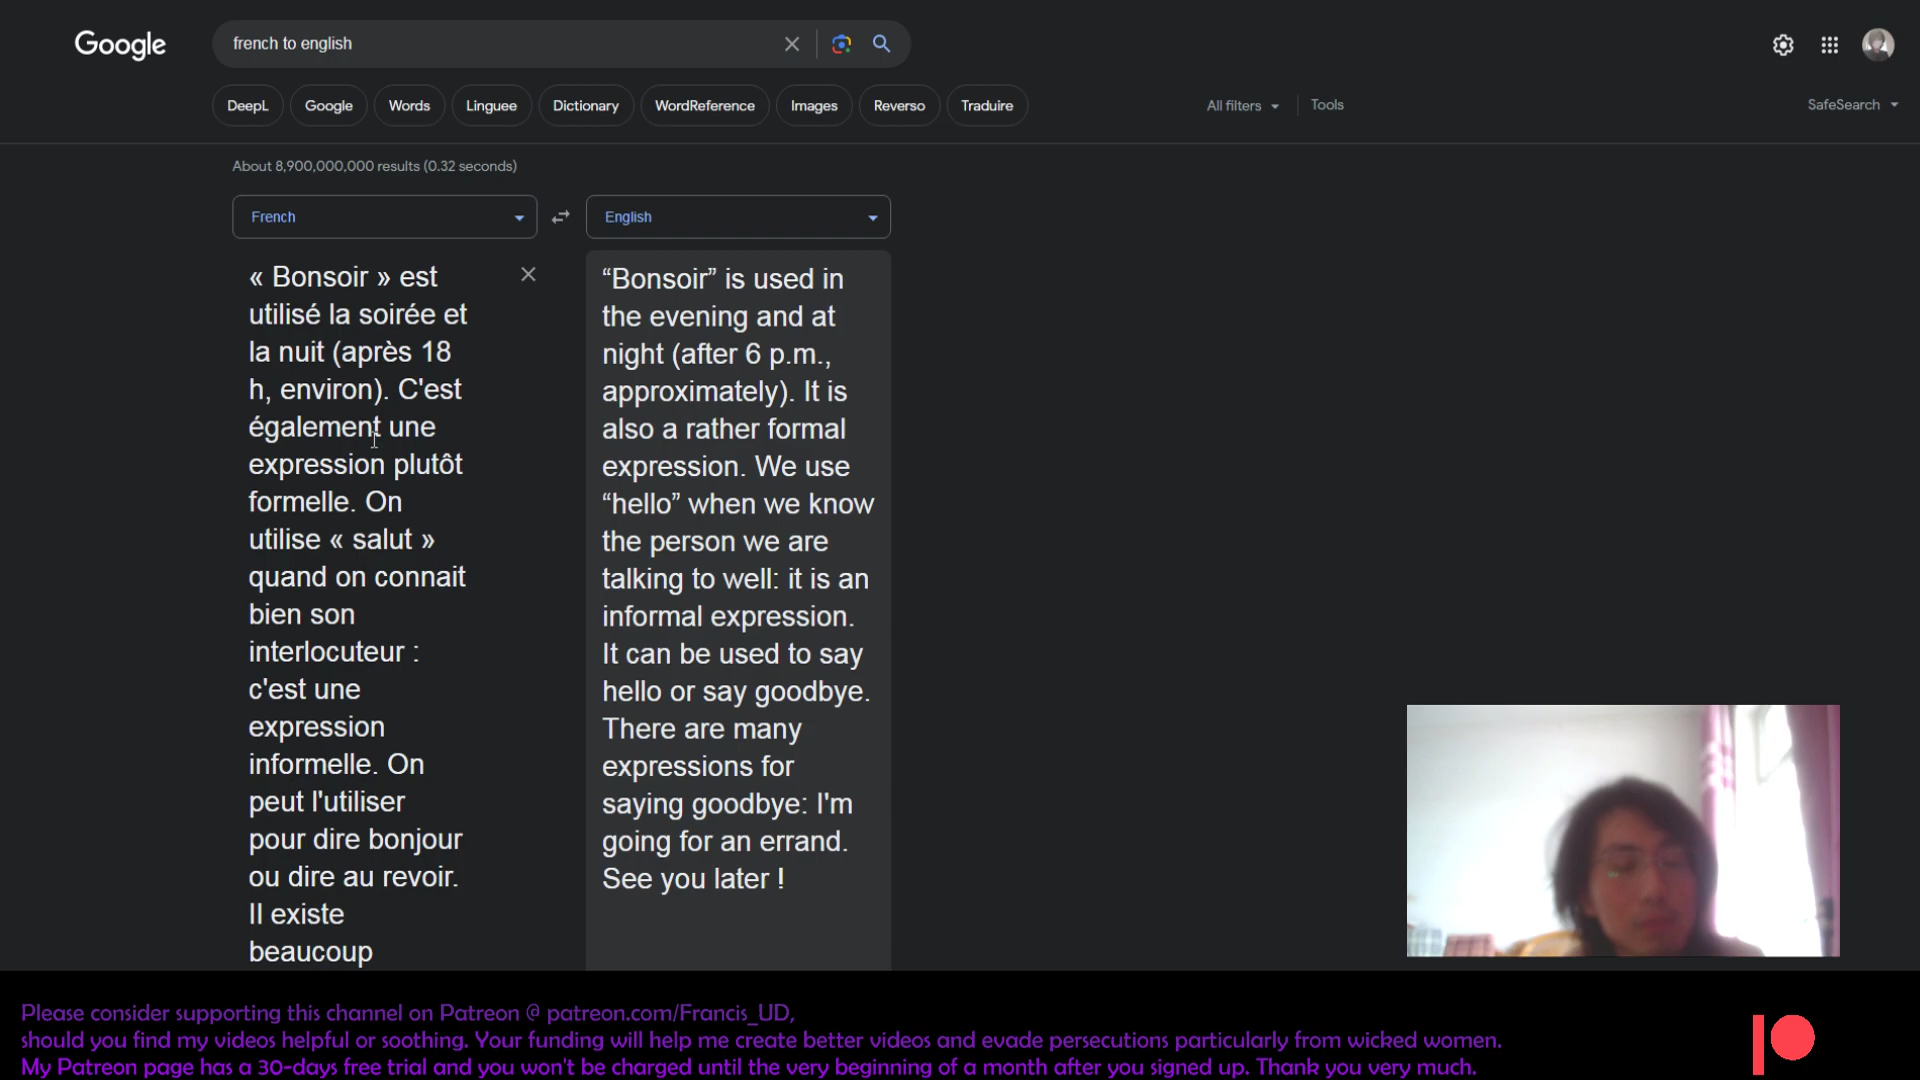 Google
french to english
DeepL
Google
Words
Linguee
Dictionary
WordReference
Images
Reverso
Traduire
All filters
Tools
SafeSearch
About 8,900,000,000 results (0.32 seconds)
French
English
« Bonsoir » est
utilisé la soirée et
la nuit (après 18
h, environ). C'est
également une
expression plutôt
formelle. On
utilise « salut »
quand on connait
bien son
interlocuteur :
c'est une
expression
informelle. On
peut l'utiliser
pour dire bonjour
ou dire au revoir.
Il existe
beaucoup
“Bonsoir” is used in
the evening and at
night (after 6 p.m.,
approximately). It is
also a rather formal
expression. We use
“hello” when we know
the person we are
talking to well: it is an
informal expression.
It can be used to say
hello or say goodbye.
There are many
expressions for
saying goodbye: I'm
going for an errand.
See you later !
Please consider supporting this channel on Patreon @ patreon.com/Francis_UD,
should you find my videos helpful or soothing. Your funding will help me create better videos and evade persecutions particularly from wicked women.
My Patreon page has a 30-days free trial and you won't be charged until the very beginning of a month after you signed up. Thank you very much.